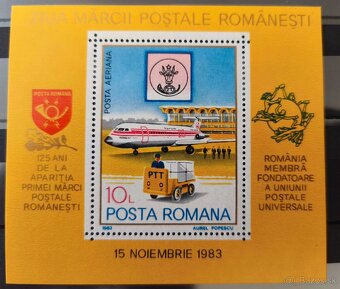 ZIUA MĂRCII POȘTALE ROMÂNEȘTI
POSTA ROMANA
125 ANI
DE LA
APARIȚIA
PRIMEI MĂRCI
POȘTALE
ROMÂNEȘTI
POSTA AERIANA
PTT
10L
POSTA ROMANA
1983
AUREL POPESCU
ROMÂNIA
MEMBRĂ
FONDATOARE
A UNIUNII
POȘTALE
UNIVERSALE
15 NOIEMBRIE 1983